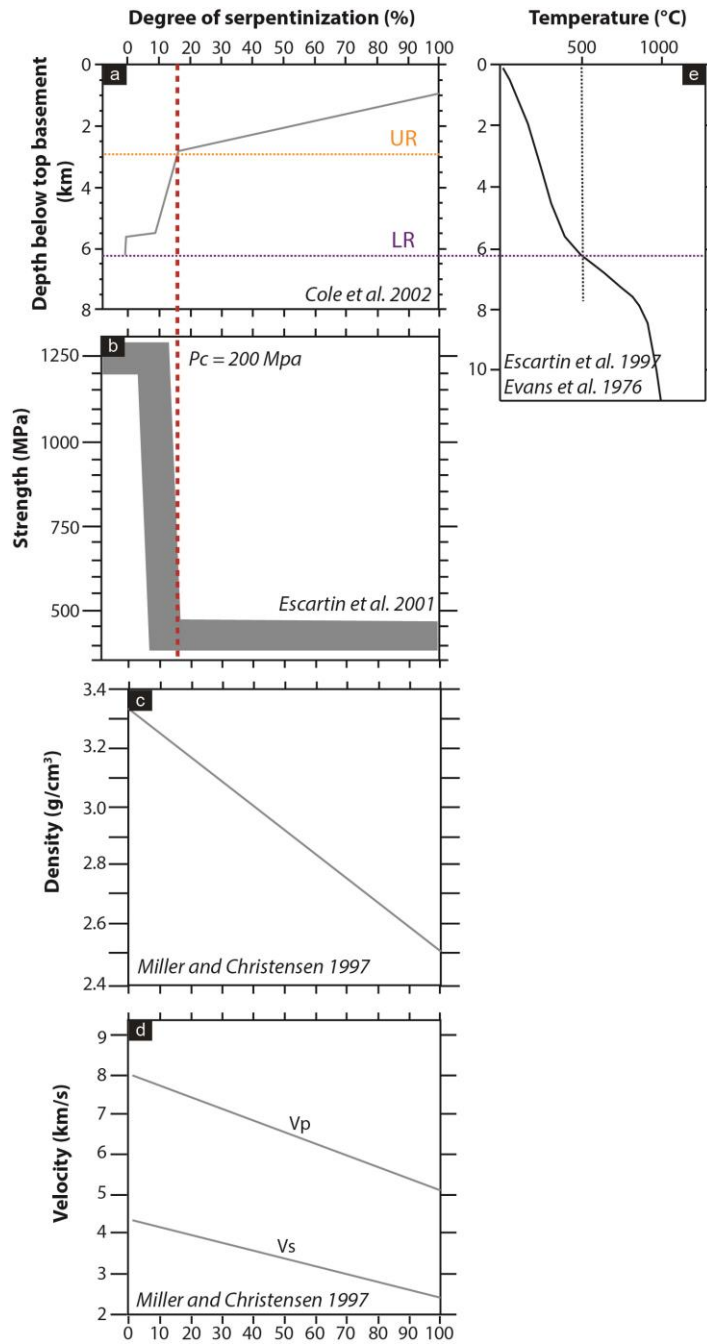 Degree of serpentinization (%)
0 10 20 30 40 50 60 70 80 90 100
Temperature (°C)
500 1000
a
e
Depth below top basement
(km)
0
2
4
6
8
UR
LR
Cole et al. 2002
0
2
4
6
8
10
Escartin et al. 1997
Evans et al. 1976
b
Pc = 200 Mpa
Strength (MPa)
1250
1000
750
500
Escartin et al. 2001
c
Density (g/cm³)
3.4
3.2
3.0
2.8
2.6
2.4
Miller and Christensen 1997
d
Velocity (km/s)
9
8
7
6
5
4
3
2
Vp
Vs
Miller and Christensen 1997
0 10 20 30 40 50 60 70 80 90 100